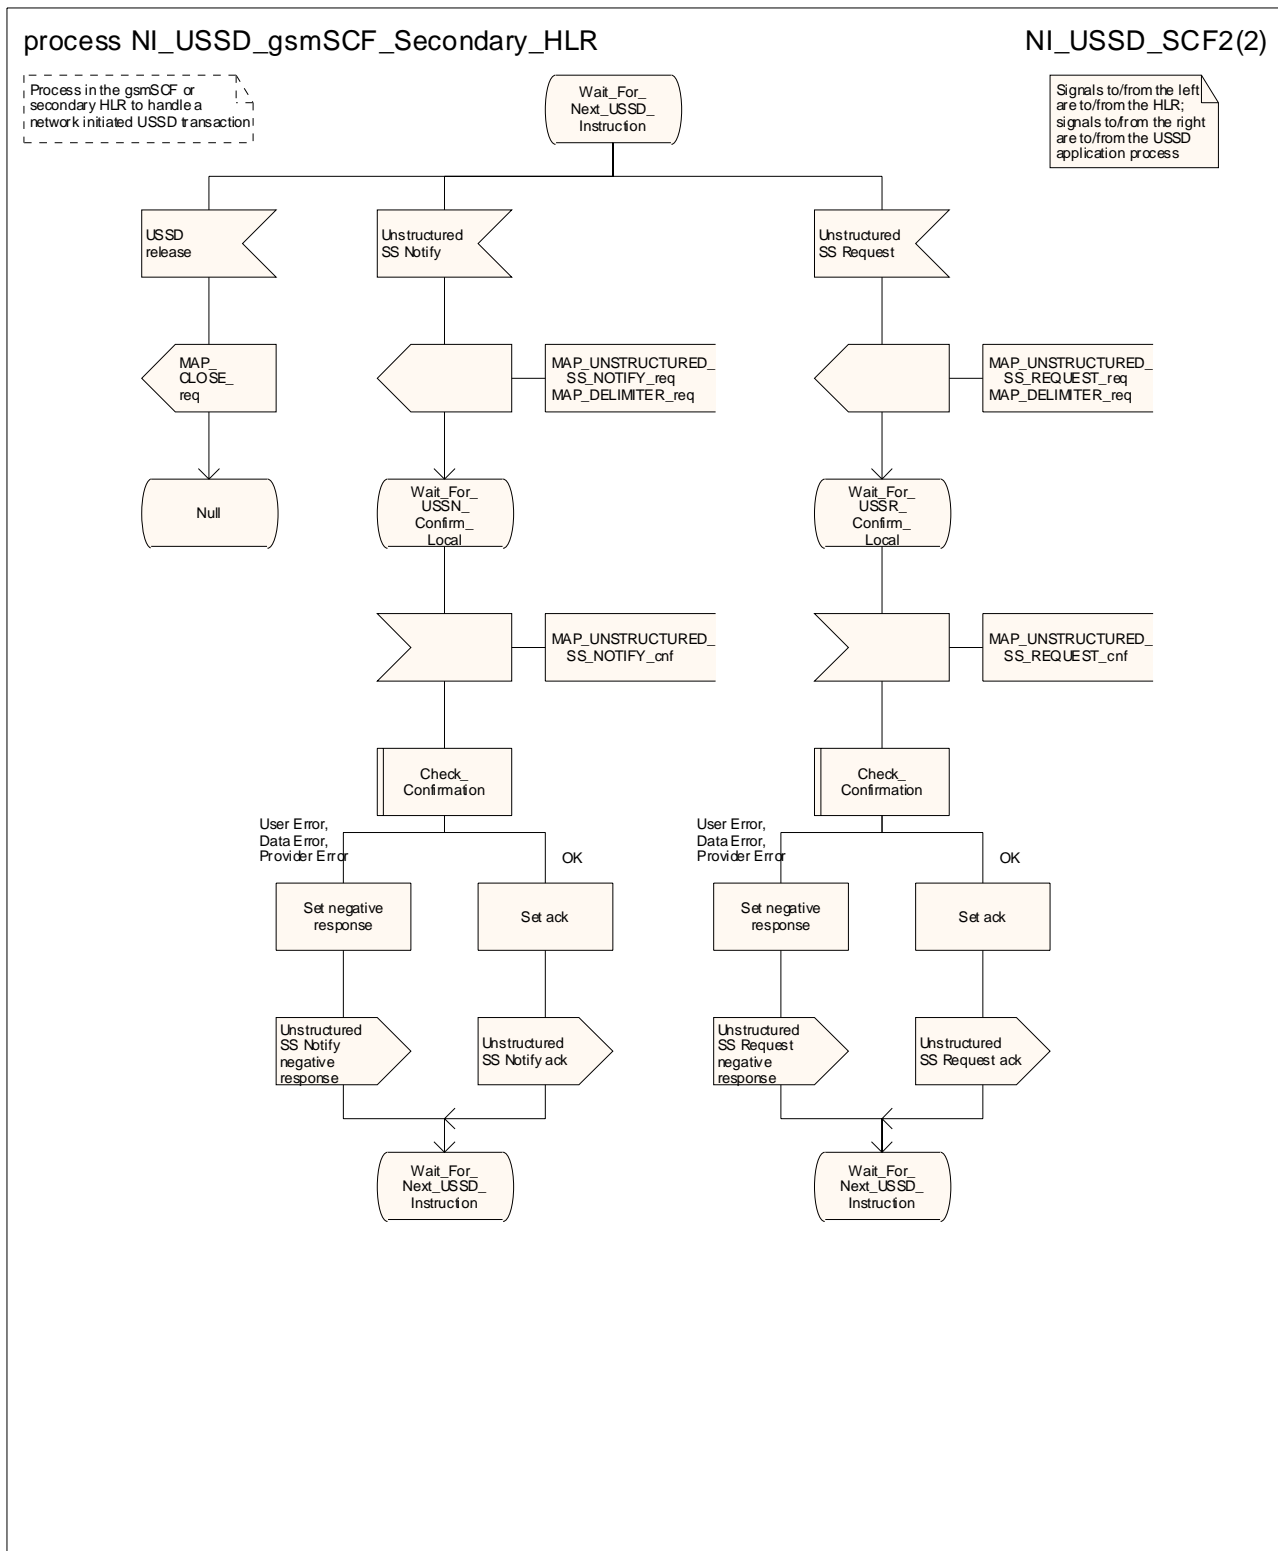 process NI_USSD_gsmSCF_Secondary_HLR
NI_USSD_SCF2(2)
Process in the gsmSCF or
secondary HLR to handle a
network initiated USSD transaction
Wait_For_
Next_USSD_
Instruction
Signals to/from the left
are to/from the HLR;
signals to/from the right
are to/from the USSD
application process
USSD
release
Unstructured
SS Notify
Unstructured
SS Request
MAP_
CLOSE_
req
MAP_UNSTRUCTURED_
SS_NOTIFY_req
MAP_DELIMITER_req
MAP_UNSTRUCTURED_
SS_REQUEST_req
MAP_DELIMITER_req
Null
Wait_For_
USSN_
Confirm_
Local
Wait_For_
USSR_
Confirm_
Local
MAP_UNSTRUCTURED_
SS_NOTIFY_cnf
MAP_UNSTRUCTURED_
SS_REQUEST_cnf
Check_
Confirmation
Check_
Confirmation
User Error,
Data Error,
Provider Error
OK
User Error,
Data Error,
Provider Error
OK
Set negative
response
Set ack
Set negative
response
Set ack
Unstructured
SS Notify
negative
response
Unstructured
SS Notify ack
Unstructured
SS Request
negative
response
Unstructured
SS Request ack
Wait_For_
Next_USSD_
Instruction
Wait_For_
Next_USSD_
Instruction